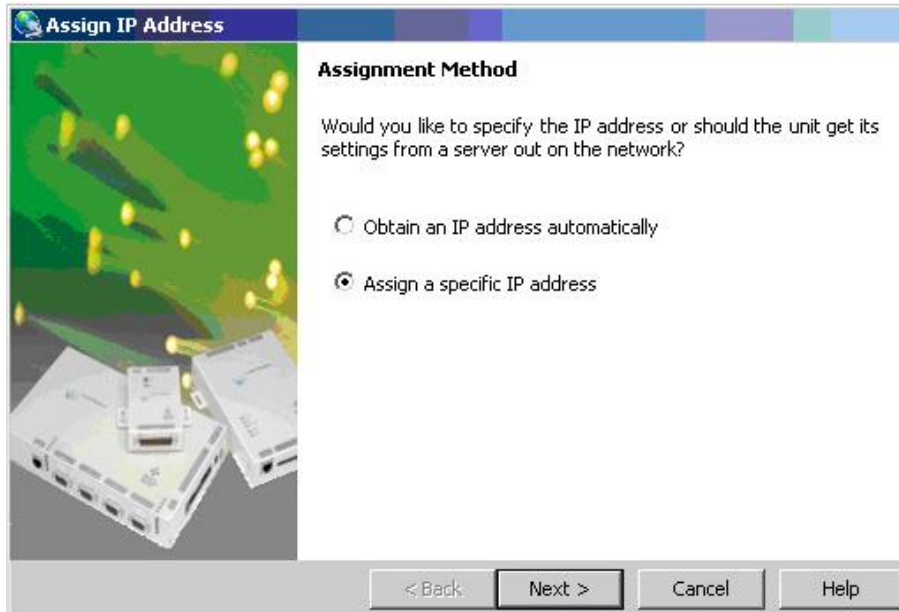 Assign IP Address
Assignment Method
Would you like to specify the IP address or should the unit get its
settings from a server out on the network?
Obtain an IP address automatically
Assign a specific IP address
< Back
Next >
Cancel
Help